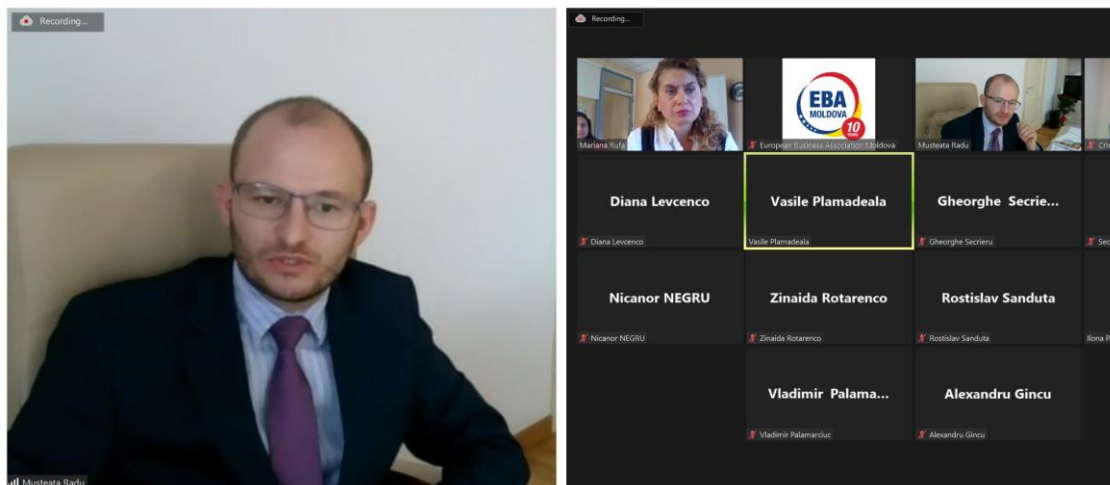 Recording...
Musteata Radu
Recording...
EBA
MOLDOVA
10
Mariana Rufa
European Business Association Moldova
Musteata Radu
Diana Levcenco
Vasile Plamadeala
Gheorghe Secrie...
Diana Levcenco
Vasile Plamadeala
Gheorghe Secrieru
Nicanor NEGRU
Zinaida Rotarenco
Rostislav Sanduta
Nicanor NEGRU
Zinaida Rotarenco
Rostislav Sanduta
Ilona P
Vladimir Palama...
Alexandru Gincu
Vladimir Palamarciuc
Alexandru Gincu